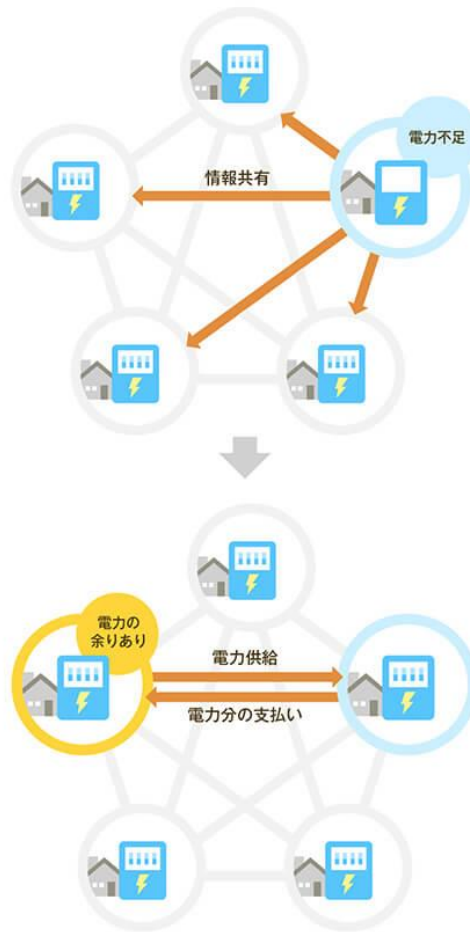 電力不足
情報共有
電力の
余りあり
電力供給
電力分の支払い